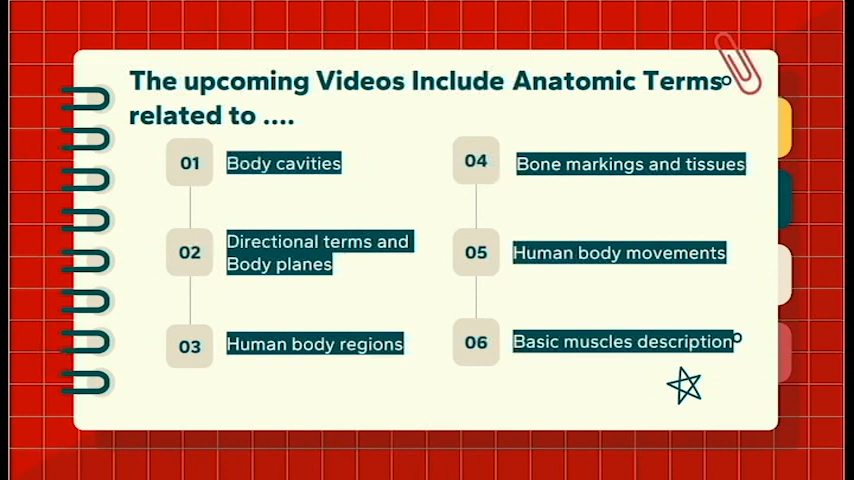 The upcoming Videos Include Anatomic Terms
related to ....
01
Body cavities
02
Directional terms and
Body planes
03
Human body regions
04
Bone markings and tissues
05
Human body movements
06
Basic muscles description